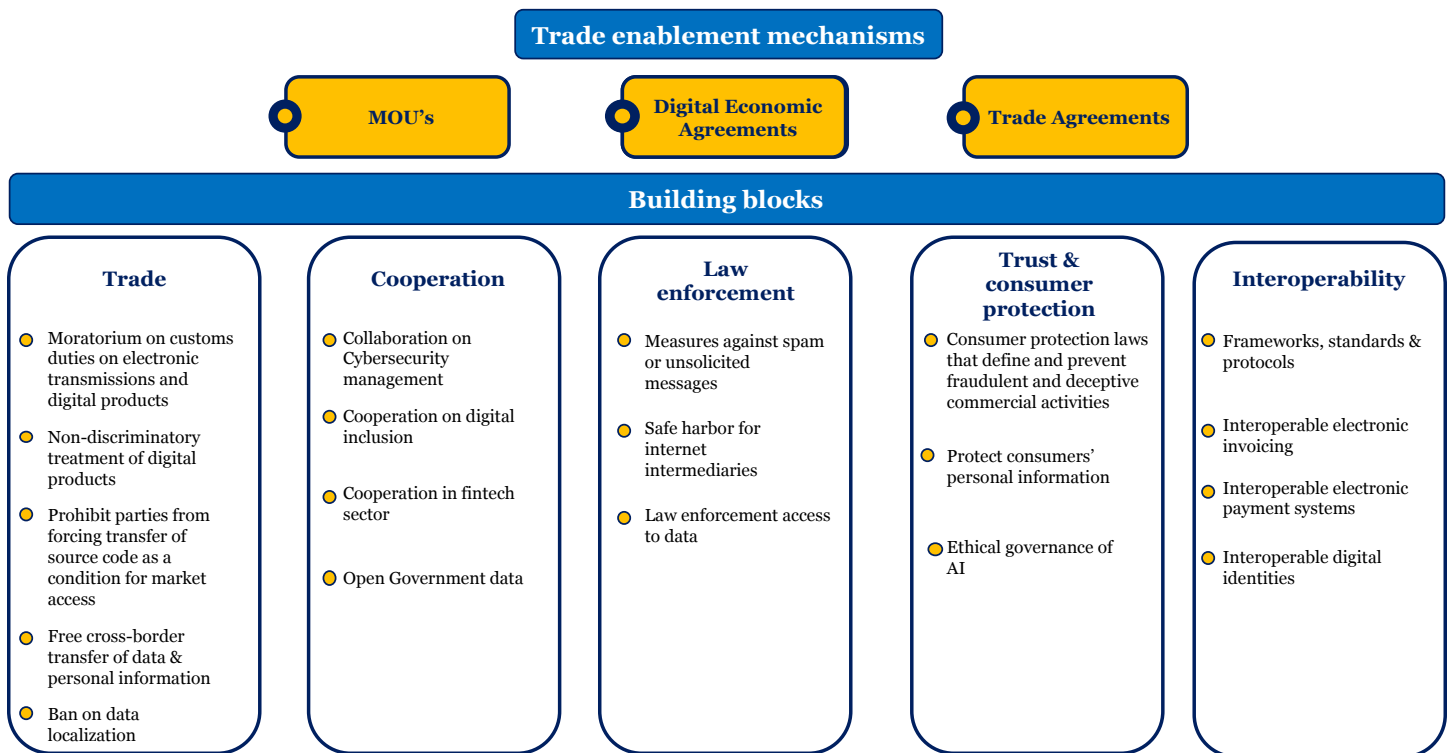 Trade enablement mechanisms
MOU's
Digital Economic
Agreements
Trade Agreements
Building blocks
Trade
Moratorium on customs
duties on electronic
transmissions and
digital products
Non-discriminatory
treatment of digital
products
Prohibit parties from
forcing transfer of
source code as a
condition for market
access
Free cross-border
transfer of data &
personal information
Ban on data
localization
Cooperation
Collaboration on
Cybersecurity
management
Cooperation on digital
inclusion
Cooperation in fintech
sector
Open Government data
Law
enforcement
Measures against spam
or unsolicited
messages
Safe harbor for
internet
intermediaries
Law enforcement access
to data
Trust &
consumer
protection
Consumer protection laws
that define and prevent
fraudulent and deceptive
commercial activities
Protect consumers'
personal information
Ethical governance of
AI
Interoperability
Frameworks, standards &
protocols
Interoperable electronic
invoicing
Interoperable electronic
payment systems
Interoperable digital
identities